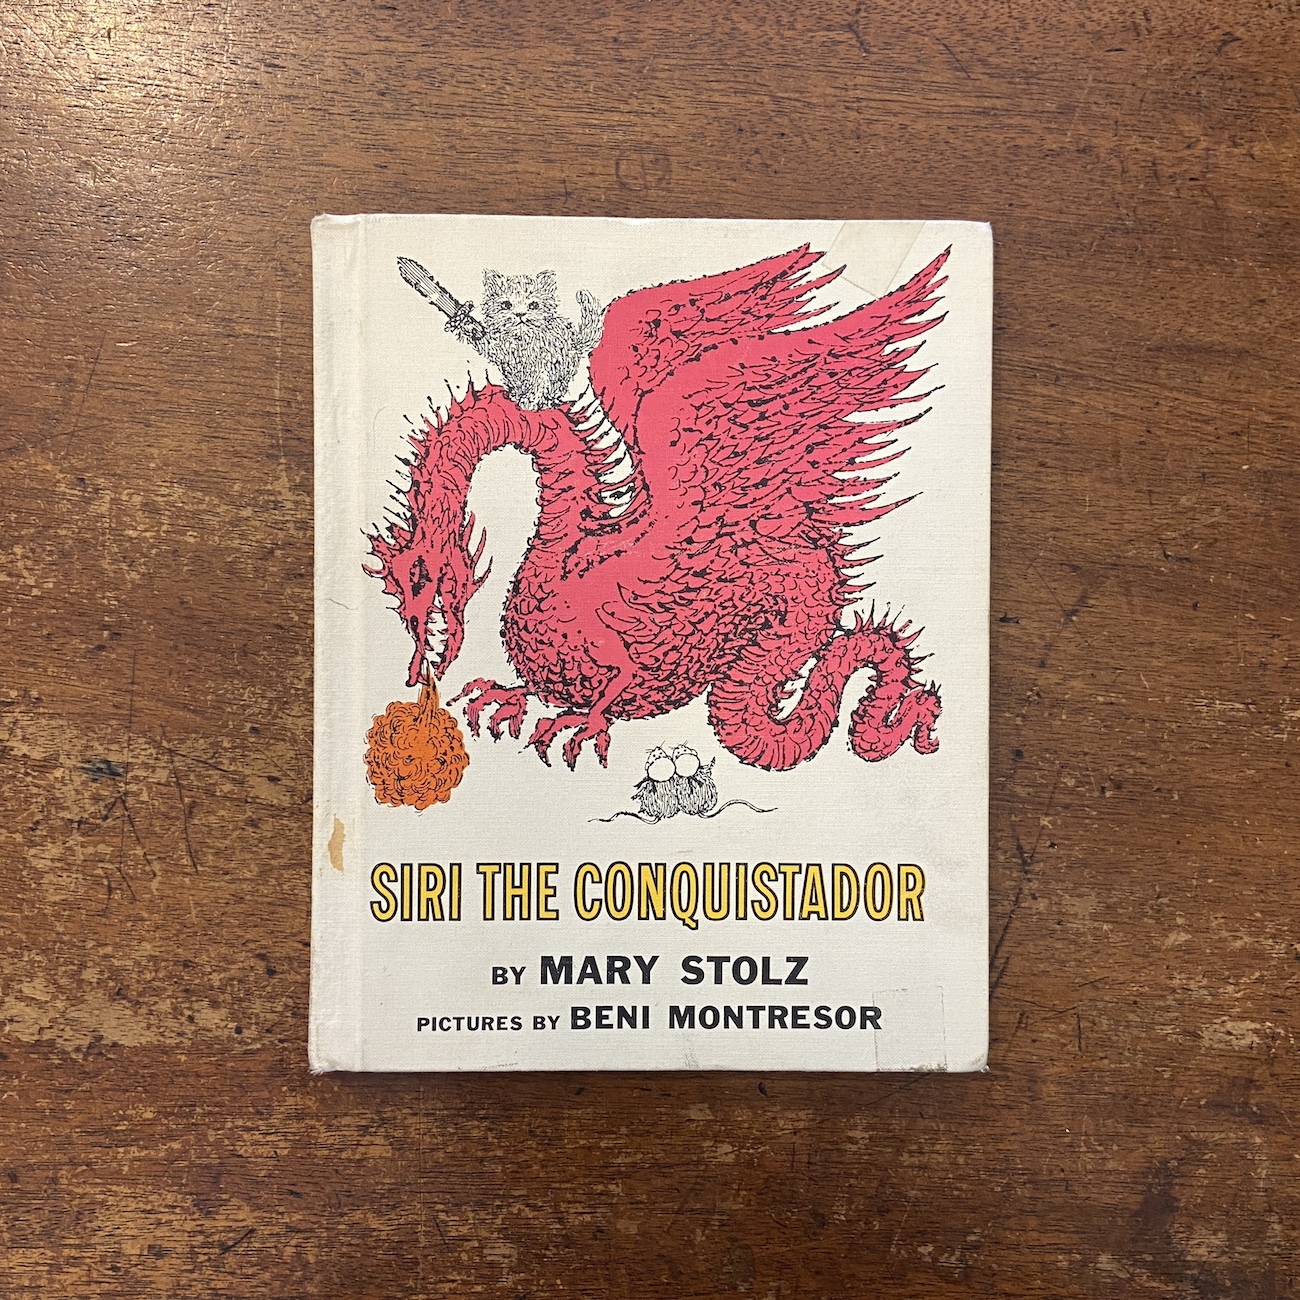 SIRI THE CONQUISTADOR
BY MARY STOLZ
PICTURES BY BENI MONTRESOR